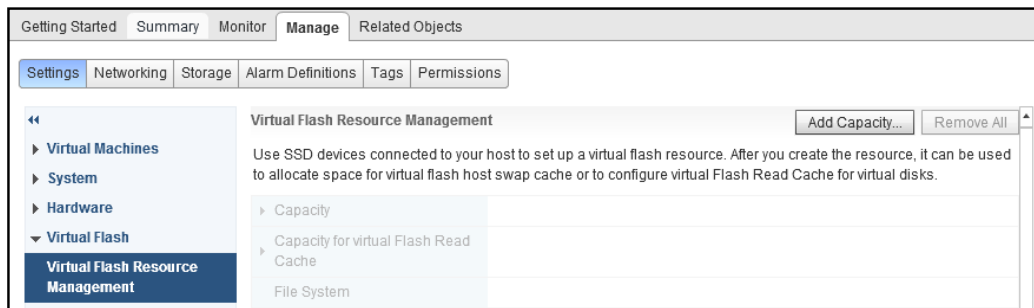 Getting Started Summary Monitor Manage Related Objects
Settings Networking Storage Alarm Definitions Tags Permissions
Virtual Flash Resource Management Add Capacity... Remove All
Virtual Machines
System
Hardware
Virtual Flash
Virtual Flash Resource
Management
Use SSD devices connected to your host to set up a virtual flash resource. After you create the resource, it can be used
to allocate space for virtual flash host swap cache or to configure virtual Flash Read Cache for virtual disks.
Capacity
Capacity for virtual Flash Read
Cache
File System